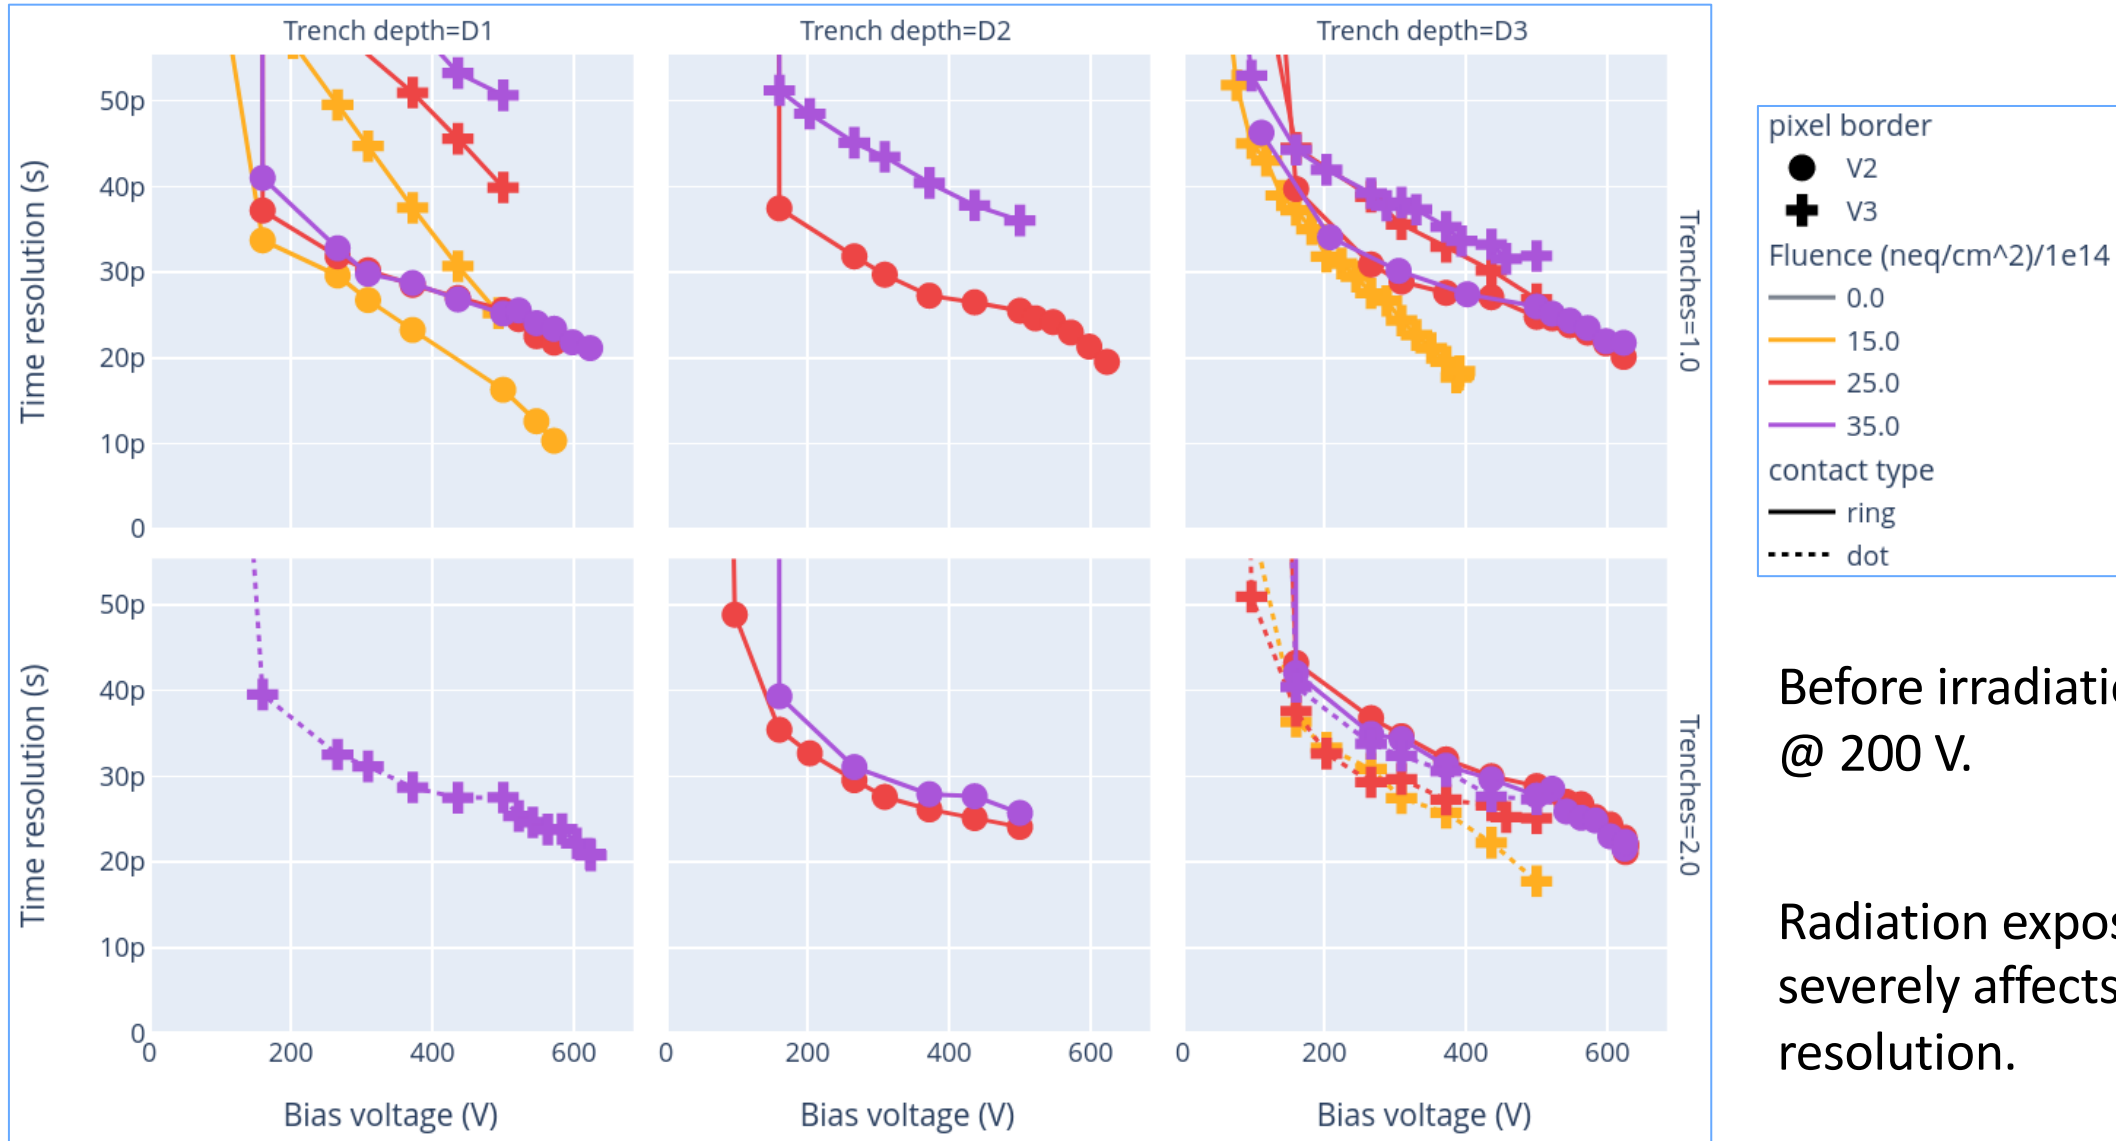 Trench depth=D1
Trench depth=D2
Trench depth=D3
Time resolution (s)
50p
40p
30p
20p
10p
0
Trenches=1.0
Time resolution (s)
50p
40p
30p
20p
10p
0
Trenches=2.0
0 200 400 600
0 200 400 600
0 200 400 600
Bias voltage (V)
Bias voltage (V)
Bias voltage (V)
pixel border
V2
V3
Fluence (neq/cm^2)/1e14
0.0
15.0
25.0
35.0
contact type
ring
dot
Before
@ 200 V.
Radiation
severely affects
resolution.